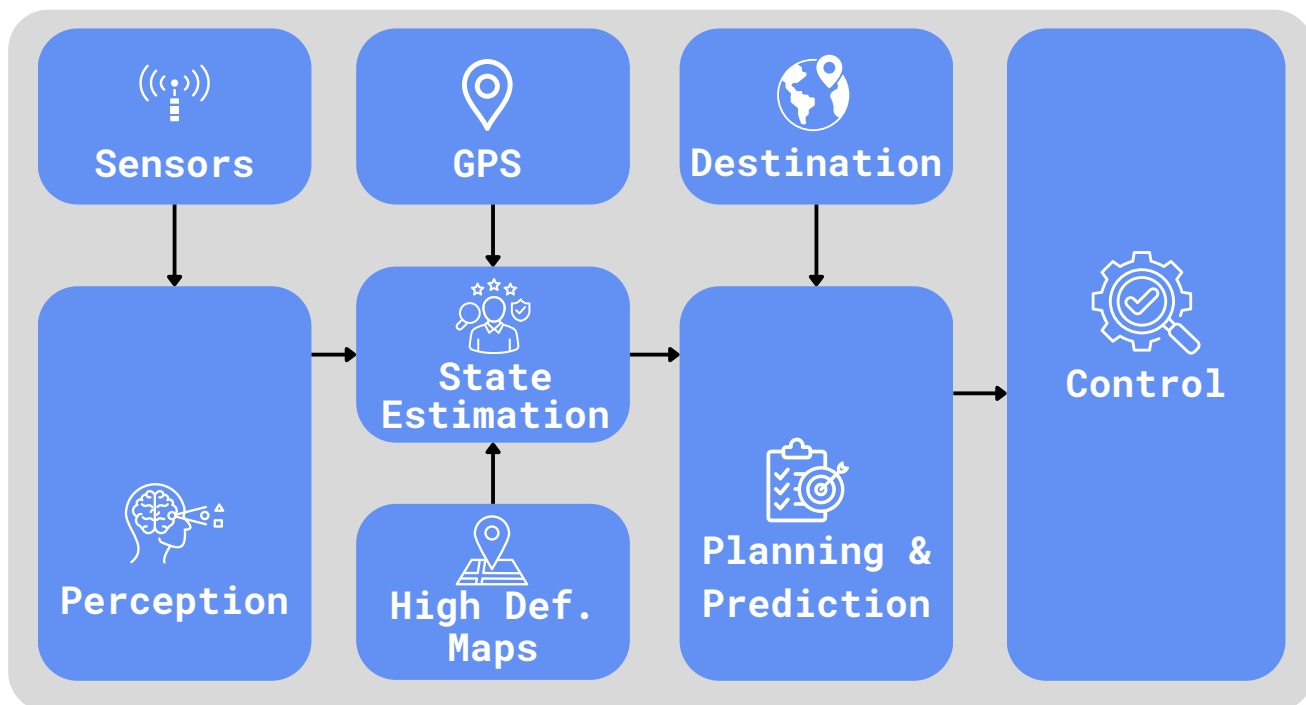 Sensors
GPS
Destination
Perception
State
Estimation
High Def.
Maps
Planning &
Prediction
Control